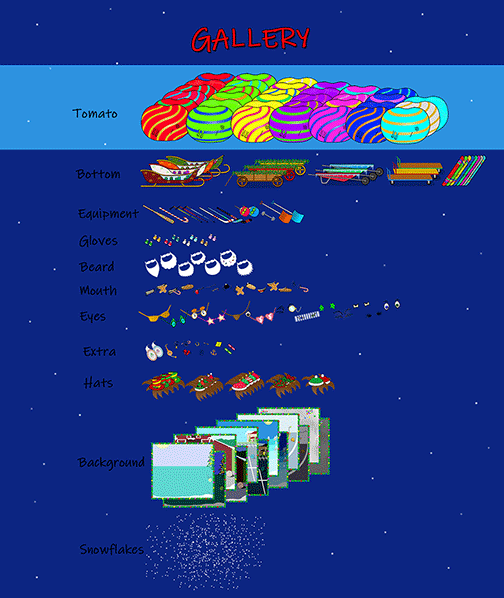 GALLERY
Tomato
Bottom
Equipment
Gloves
Beard
Mouth
Eyes
Extra
Hats
Background
Snowflakes